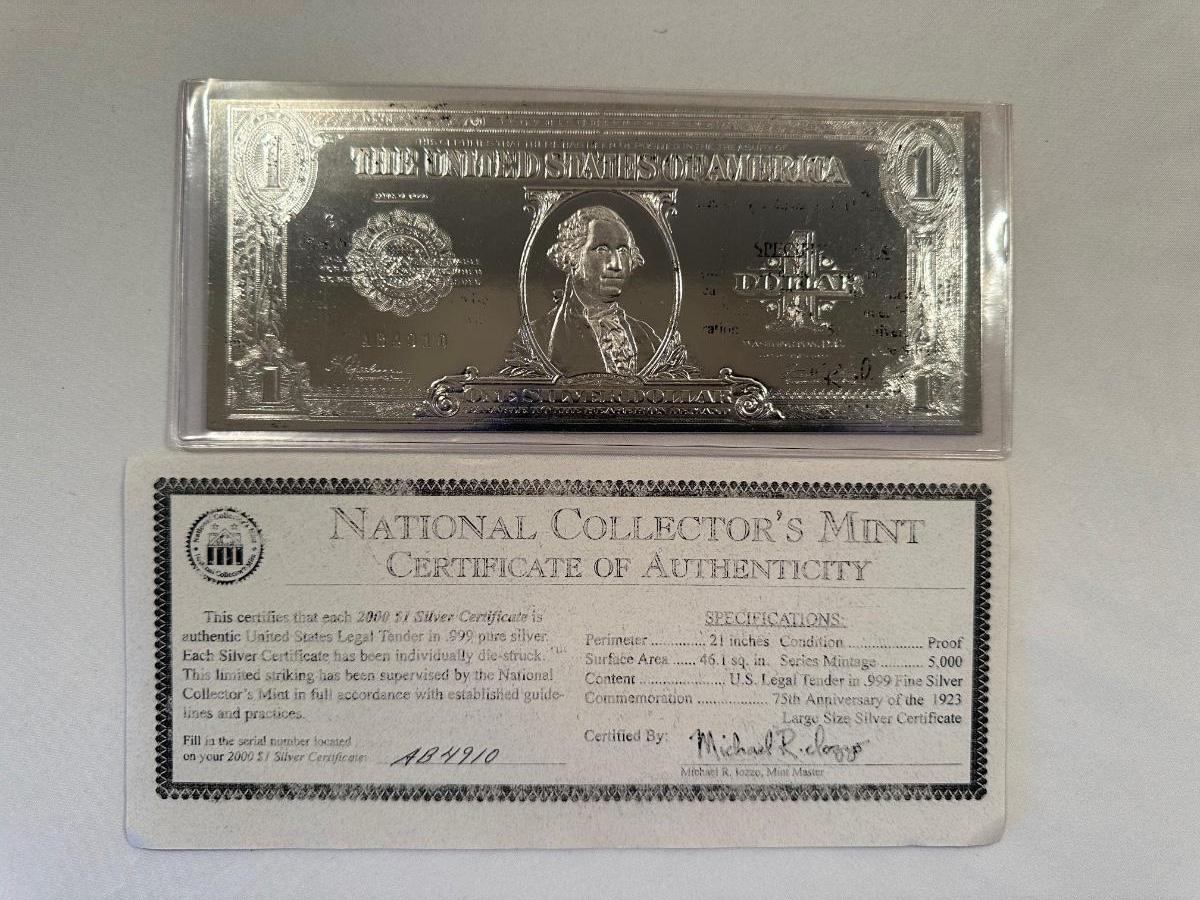 1
1
THE UNITED STATES OF AMERICA
DOLLAR
WASHINGTON, D.C.
1
ONE SILVER DOLLAR
NATIONAL COLLECTOR'S MINT
CERTIFICATE OF AUTHENTICITY
This certifies that each 2000 $1 Silver Certificate is
authentic United States Legal Tender in .999 pure silver.
Each Silver Certificate has been individually die-struck.
This limited striking has been supervised by the National
Collector's Mint in full accordance with established guide-
lines and practices.
Fill in the serial number located
on your 2000 $1 Silver Certificate: AB4910
SPECIFICATIONS:
Perimeter .......... 21 inches Condition ................ Proof
Surface Area ..... 46.1 sq. in. Series Mintage .......... 5,000
Content .................... U.S. Legal Tender in .999 Fine Silver
Commemoration ................ 75th Anniversary of the 1923
Large Size Silver Certificate
Certified By: Michael R. Iozzo
Michael R. Iozzo, Mint Master